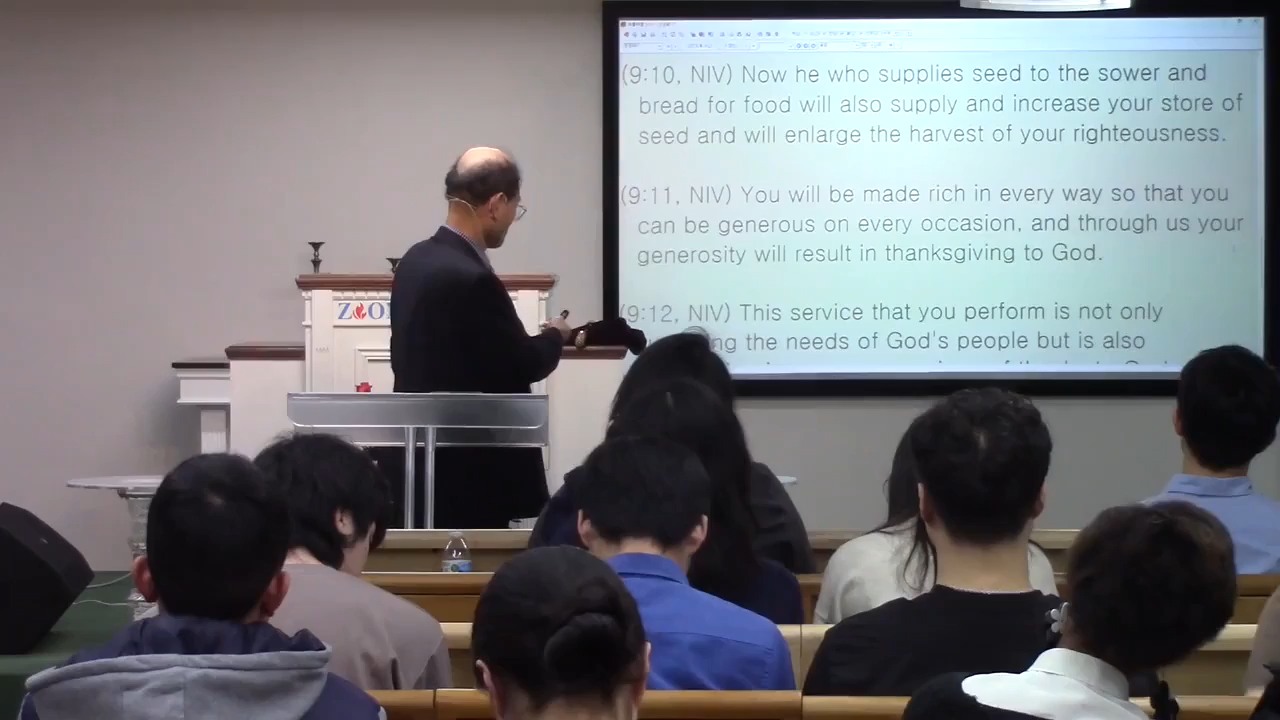 (9:10, NIV) Now he who supplies seed to the sower and
bread for food will also supply and increase your store of
seed and will enlarge the harvest of your righteousness.
(9:11, NIV) You will be made rich in every way so that you
can be generous on every occasion, and through us your
generosity will result in thanksgiving to God.
(9:12, NIV) This service that you perform is not only
the needs of God's people but is also